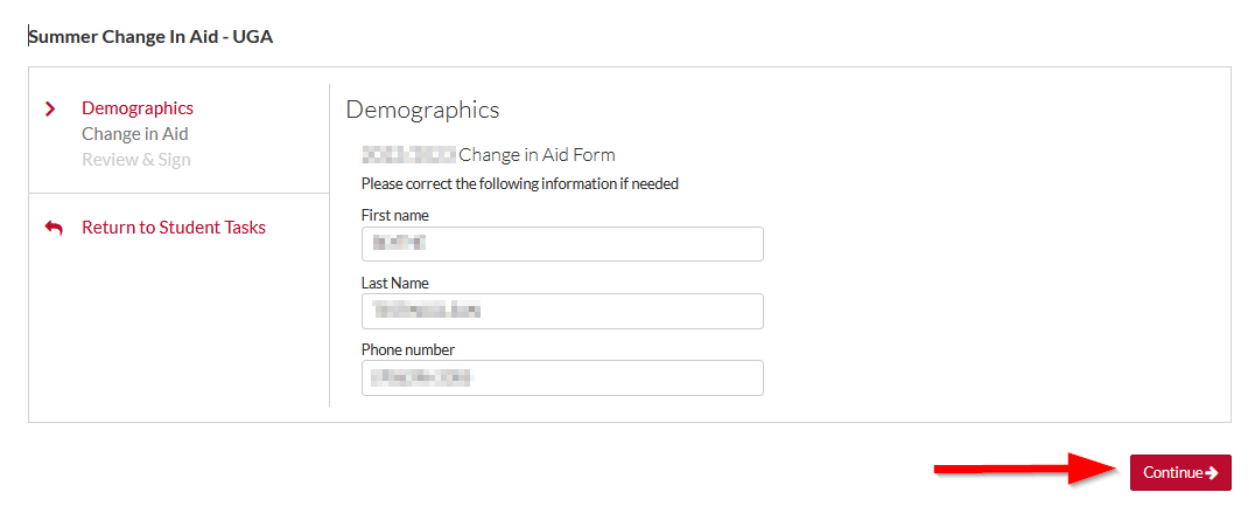 Summer Change In Aid - UGA
Demographics
Change in Aid
Review & Sign
Return to Student Tasks
Demographics
Change in Aid Form
Please correct the following information if needed
First name
Last Name
Phone number
Continue